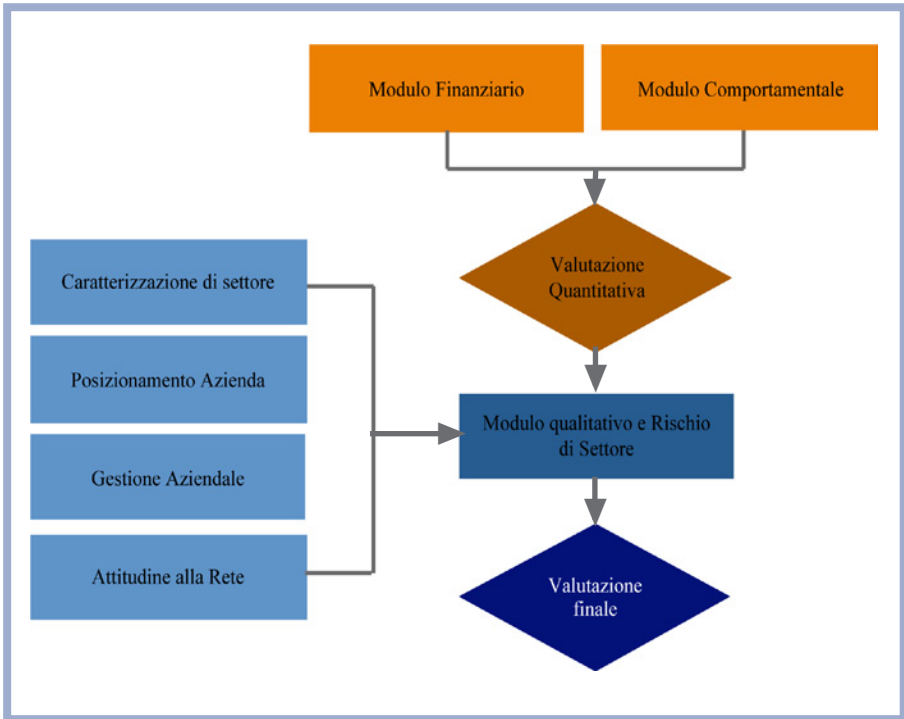 Modulo Finanziario
Modulo Comportamentale
Valutazione
Quantitativa
Caratterizzazione di settore
Posizionamento Azienda
Gestione Aziendale
Attitudine alla Rete
Modulo qualitativo e Rischio
di Settore
Valutazione
finale